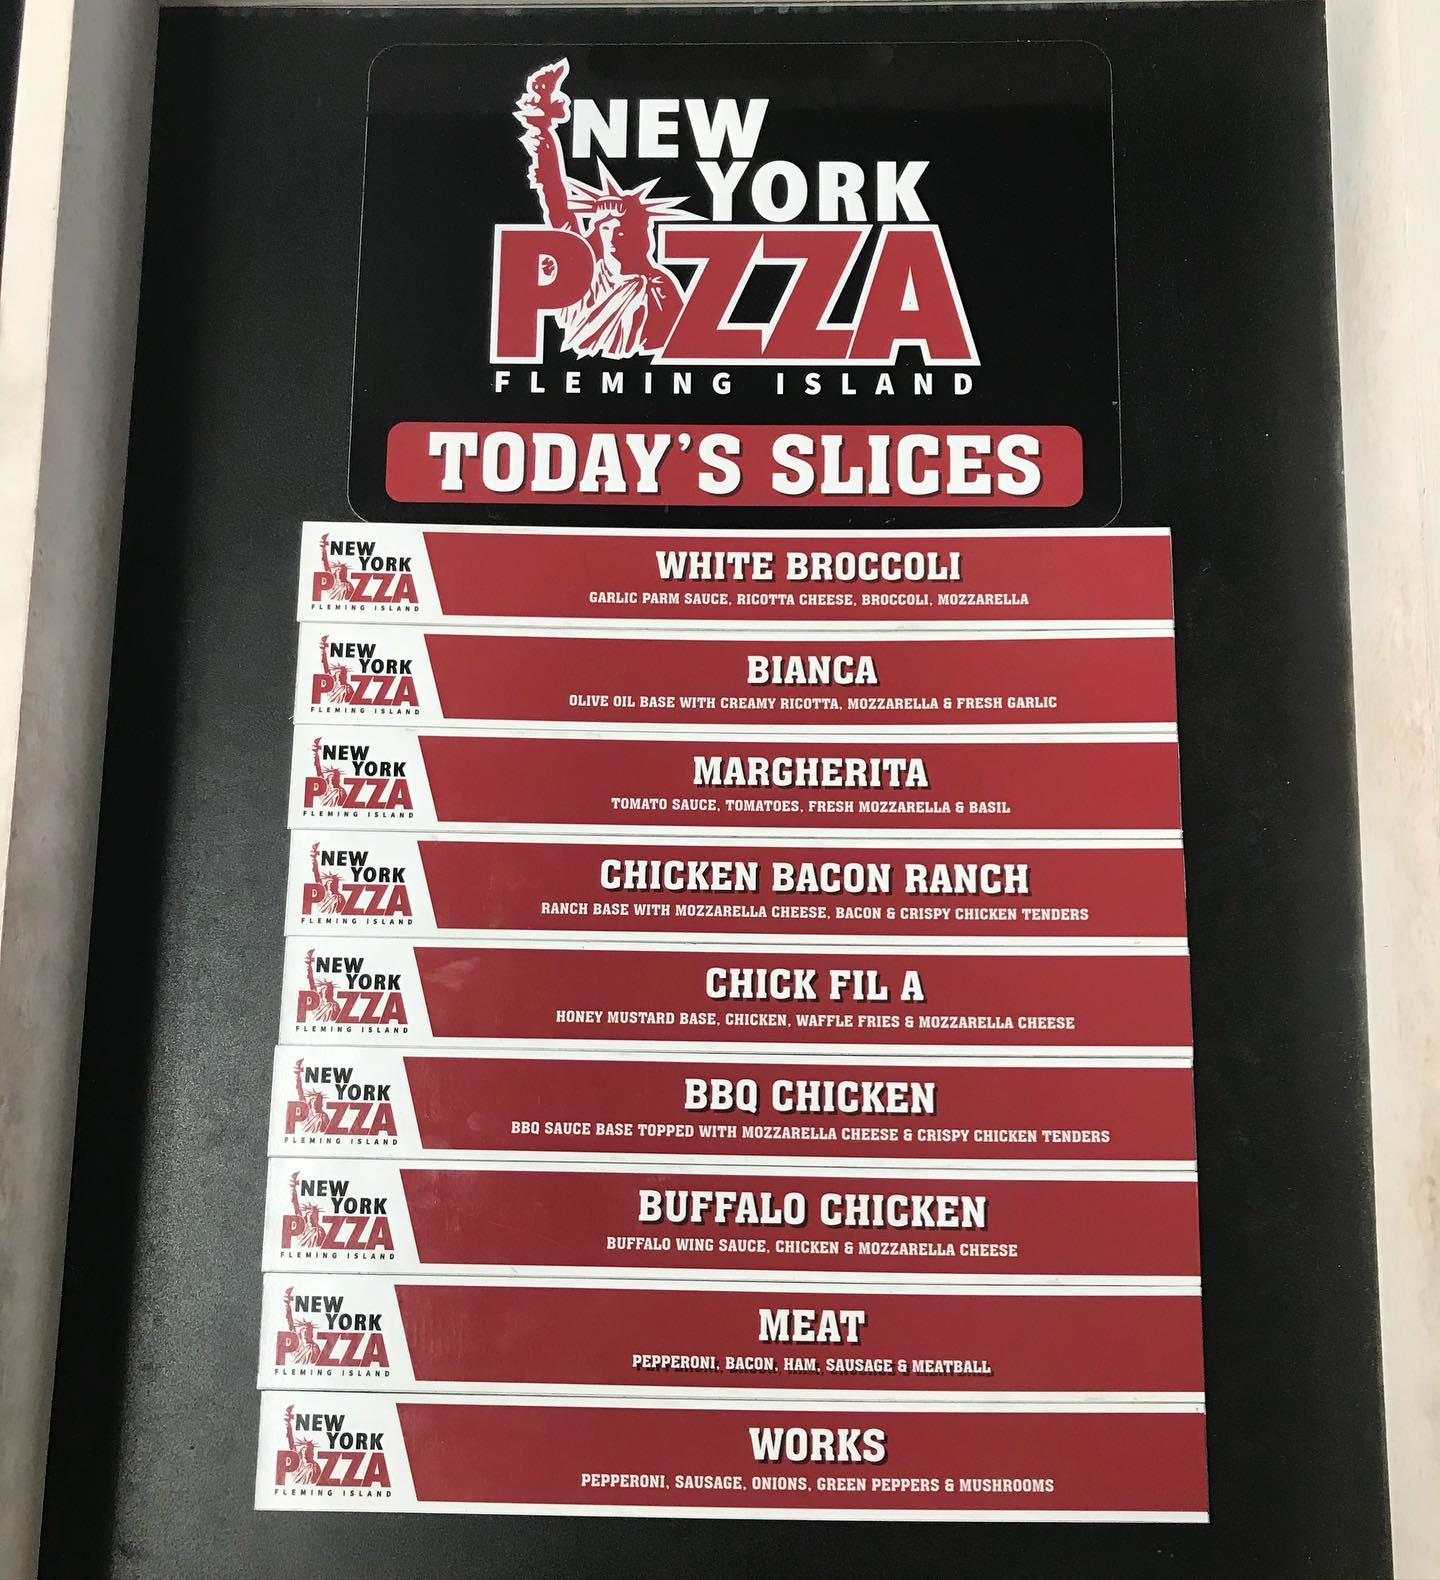 NEW
YORK
PIZZA
FLEMING ISLAND
TODAY'S SLICES
NEW
YORK
PIZZA
FLEMING ISLAND
WHITE BROCCOLI
GARLIC PARM SAUCE, RICOTTA CHEESE, BROCCOLI, MOZZARELLA
NEW
YORK
PIZZA
FLEMING ISLAND
BIANCA
OLIVE OIL BASE WITH CREAMY RICOTTA, MOZZARELLA & FRESH GARLIC
NEW
YORK
PIZZA
FLEMING ISLAND
MARGHERITA
TOMATO SAUCE, TOMATOES, FRESH MOZZARELLA & BASIL
NEW
YORK
PIZZA
FLEMING ISLAND
CHICKEN BACON RANCH
RANCH BASE WITH MOZZARELLA CHEESE, BACON & CRISPY CHICKEN TENDERS
NEW
YORK
PIZZA
FLEMING ISLAND
CHICK FIL A
HONEY MUSTARD BASE, CHICKEN, WAFFLE FRIES & MOZZARELLA CHEESE
NEW
YORK
PIZZA
FLEMING ISLAND
BBQ CHICKEN
BBQ SAUCE BASE TOPPED WITH MOZZARELLA CHEESE & CRISPY CHICKEN TENDERS
NEW
YORK
PIZZA
FLEMING ISLAND
BUFFALO CHICKEN
BUFFALO WING SAUCE, CHICKEN & MOZZARELLA CHEESE
NEW
YORK
PIZZA
FLEMING ISLAND
MEAT
PEPPERONI, BACON, HAM, SAUSAGE & MEATBALL
NEW
YORK
PIZZA
FLEMING ISLAND
WORKS
PEPPERONI, SAUSAGE, ONIONS, GREEN PEPPERS & MUSHROOMS